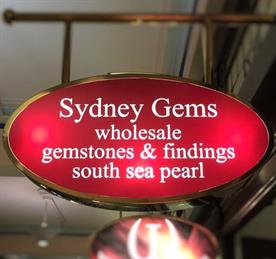 Sydney Gems
wholesale
gemstones & findings
south sea pearl